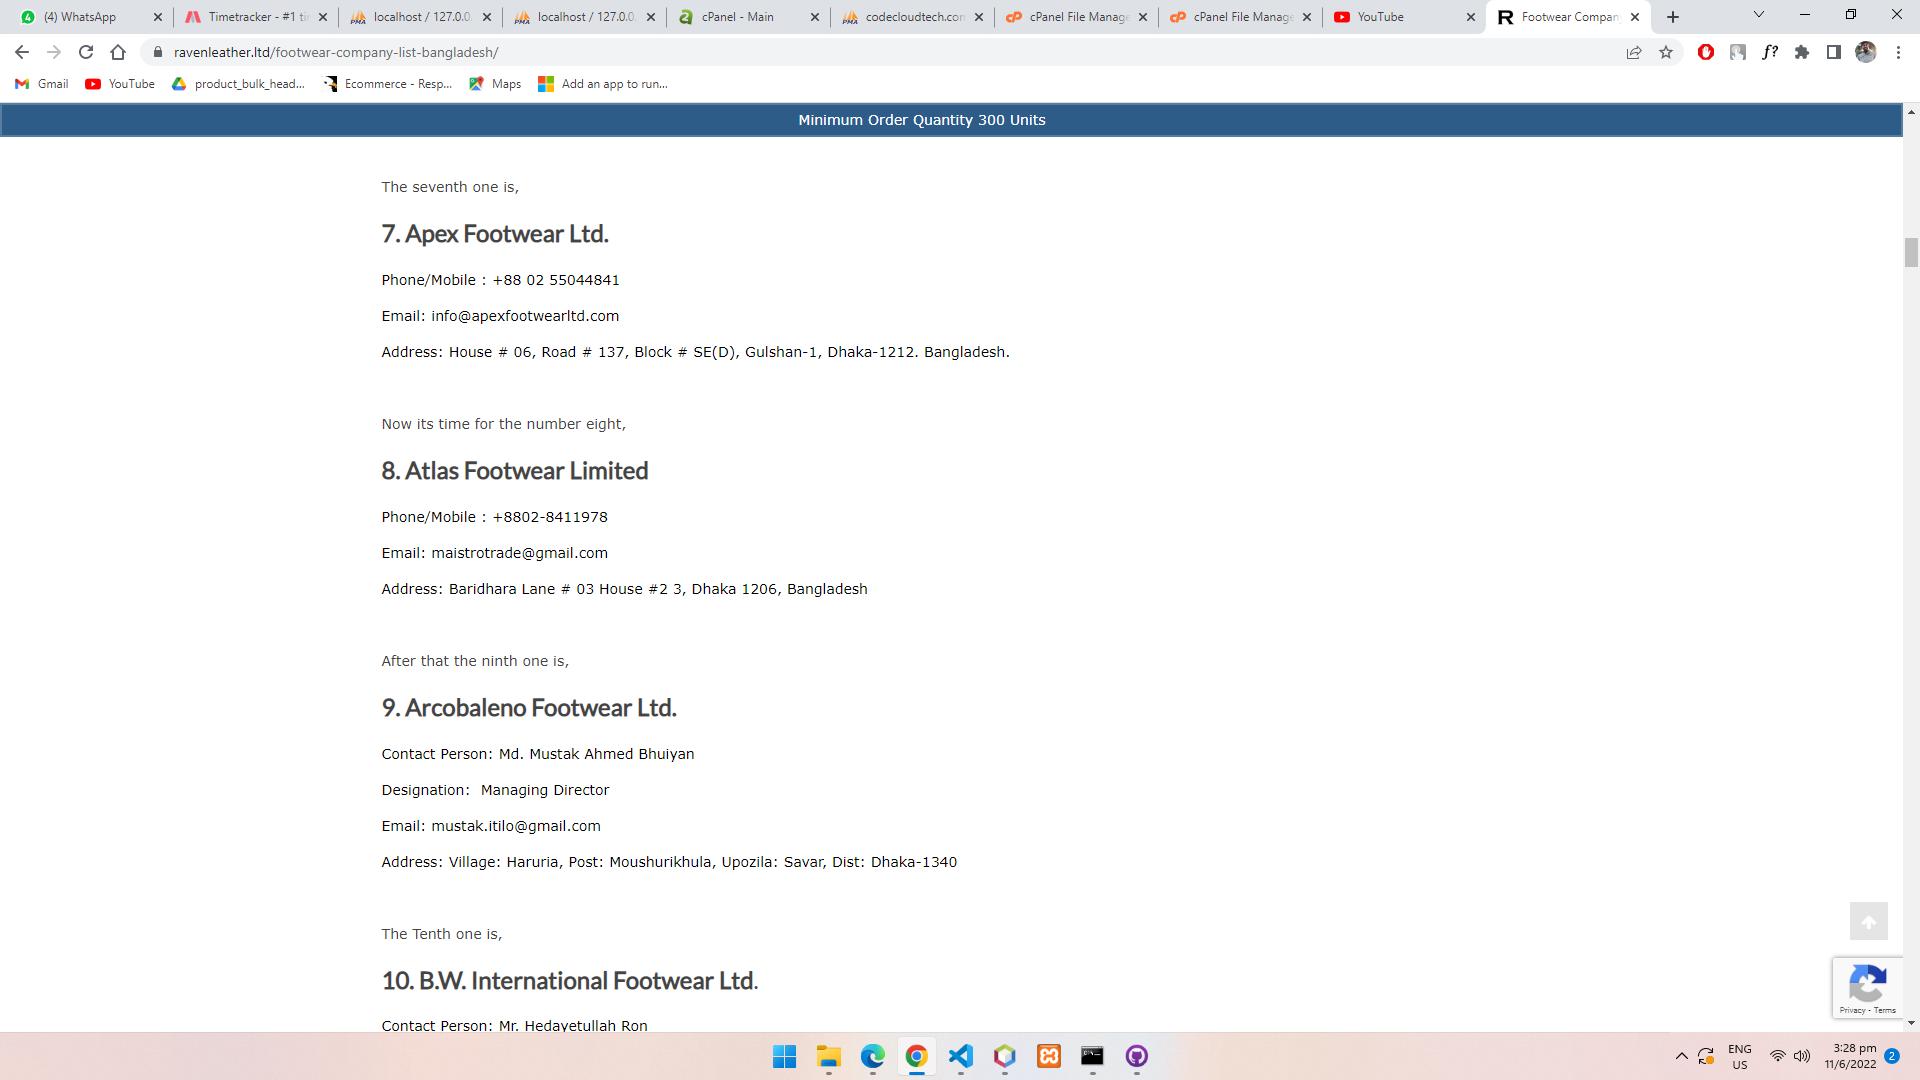 (4) WhatsApp
Timetracker - #1 ti
localhost / 127.0.0.
localhost / 127.0.0.
cPanel - Main
codecloudtech.com
cPanel File Manage
cPanel File Manage
YouTube
Footwear Compan
ravenleather.ltd/footwear-company-list-bangladesh/
Gmail
YouTube
product_bulk_head...
Ecommerce - Resp...
Maps
Add an app to run...
Minimum Order Quantity 300 Units
The seventh one is,
7. Apex Footwear Ltd.
Phone/Mobile : +88 02 55044841
Email: info@apexfootwearltd.com
Address: House # 06, Road # 137, Block # SE(D), Gulshan-1, Dhaka-1212. Bangladesh.
Now its time for the number eight,
8. Atlas Footwear Limited
Phone/Mobile : +8802-8411978
Email: maistrotrade@gmail.com
Address: Baridhara Lane # 03 House #2 3, Dhaka 1206, Bangladesh
After that the ninth one is,
9. Arcobaleno Footwear Ltd.
Contact Person: Md. Mustak Ahmed Bhuiyan
Designation:  Managing Director
Email: mustak.itilo@gmail.com
Address: Village: Haruria, Post: Moushurikhula, Upozila: Savar, Dist: Dhaka-1340
The Tenth one is,
10. B.W. International Footwear Ltd.
Contact Person: Mr. Hedayetullah Ron
Privacy - Terms
ENG
US
3:28 pm
11/6/2022
2